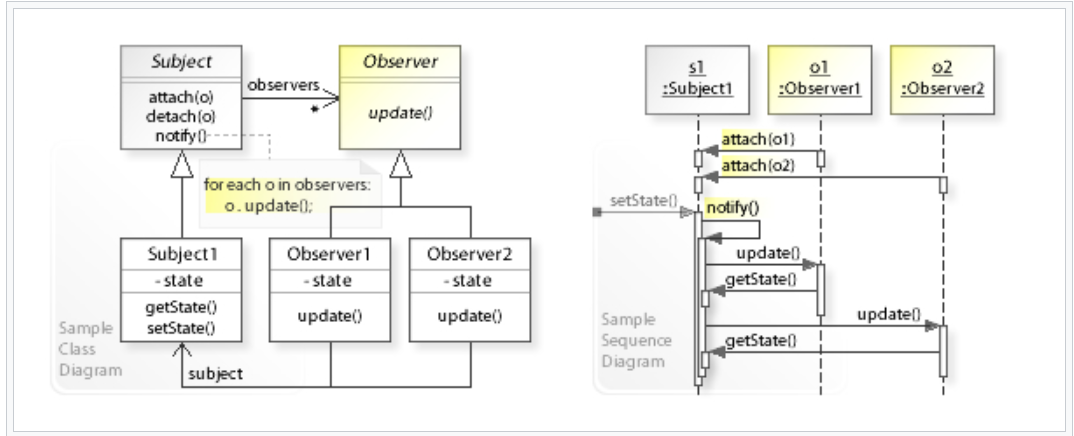 Subject
attach(o)
detach(o)
notify()
observers
*
Observer
update()
for each o in observers:
o . update();
Subject1
- state
getState()
setState()
Observer1
- state
update()
Observer2
- state
update()
subject
Sample
Class
Diagram
s1
:Subject1
o1
:Observer1
o2
:Observer2
attach(o1)
attach(o2)
setState()
notify()
update()
getState()
update()
getState()
Sample
Sequence
Diagram